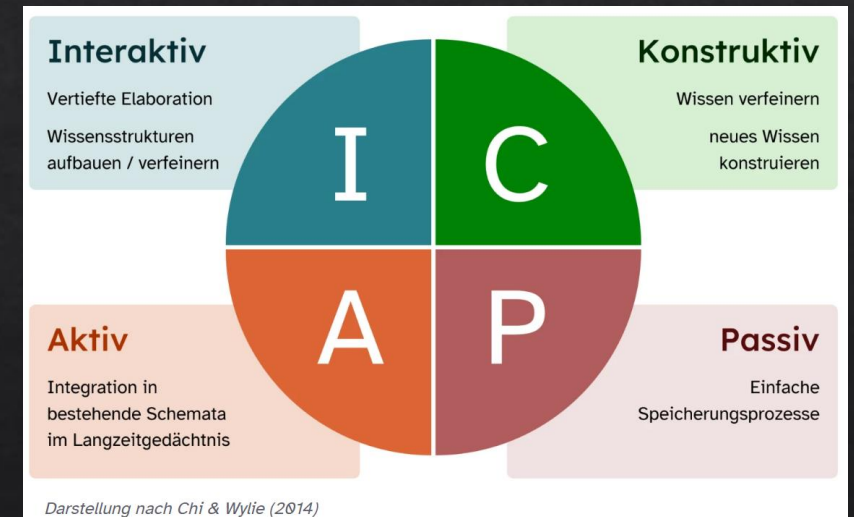 Interaktiv
Vertiefte Elaboration
Wissensstrukturen
aufbauen / verfeinern
I
Konstruktiv
Wissen verfeinern
neues Wissen
konstruieren
C
Aktiv
Integration in
bestehende Schemata
im Langzeitgedächtnis
A
Passiv
Einfache
Speicherungsprozesse
P
Darstellung nach Chi & Wylie (2014)